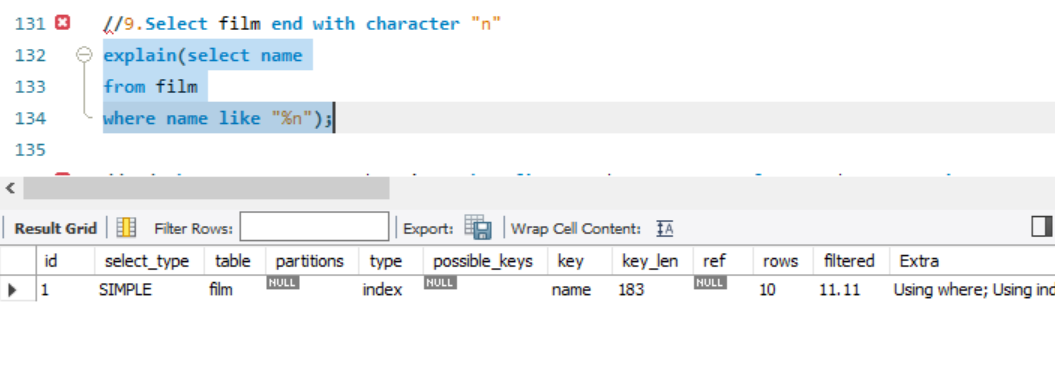 131 //9.Select film end with character "n"
132 explain(select name
133 from film
134 where name like "%n");
135
Result Grid Filter Rows: Export: Wrap Cell Content:
id select_type table partitions type possible_keys key key_len ref rows filtered Extra
1 SIMPLE film NULL index NULL name 183 NULL 10 11.11 Using where; Using ind